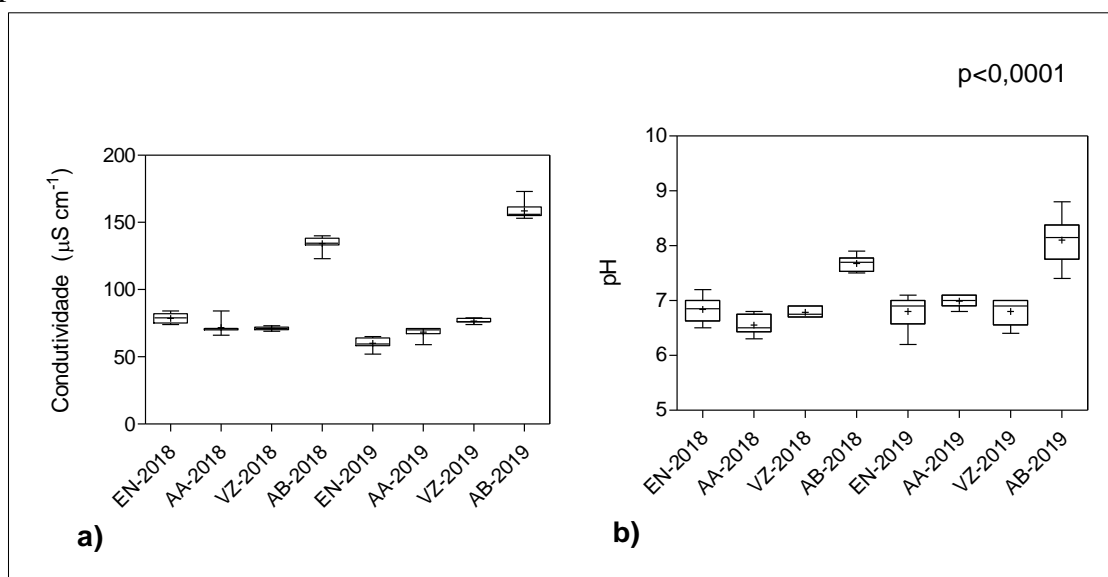 p<0,0001
Condutividade (µS cm⁻¹)
200
150
100
50
0
EN-2018
AA-2018
VZ-2018
AB-2018
EN-2019
AA-2019
VZ-2019
AB-2019
a)
pH
10
9
8
7
6
5
EN-2018
AA-2018
VZ-2018
AB-2018
EN-2019
AA-2019
VZ-2019
AB-2019
b)